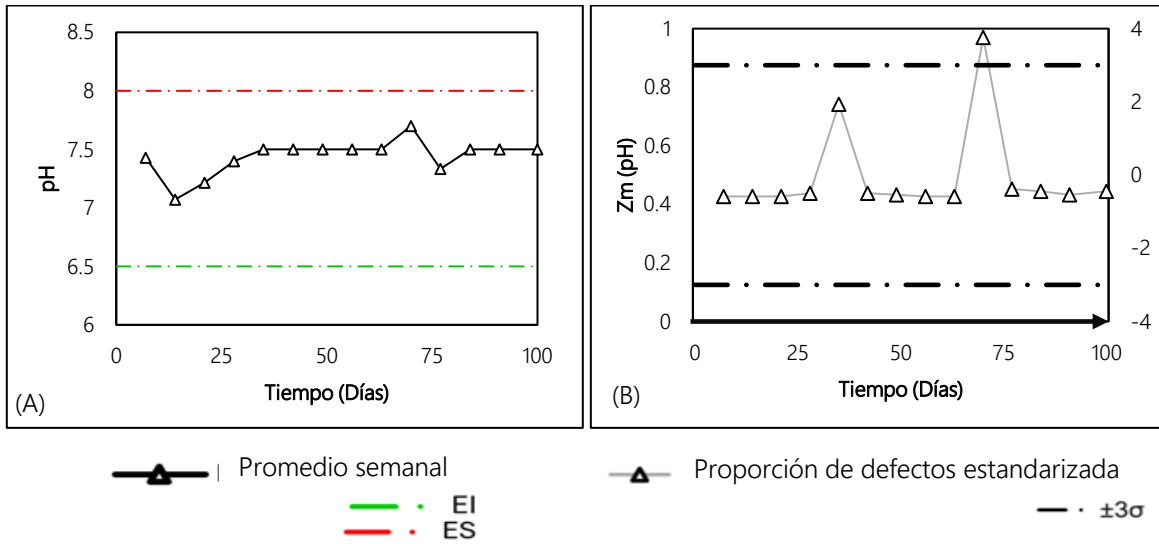 8.5
8
7.5
7
6.5
6
pH
0
25
50
75
100
Tiempo (Días)
(A)
1
0.8
0.6
0.4
0.2
0
Zm (pH)
4
2
0
-2
-4
0
25
50
75
100
Tiempo (Días)
(B)
Promedio semanal
EI
ES
Proporción de defectos estandarizada
±3σ